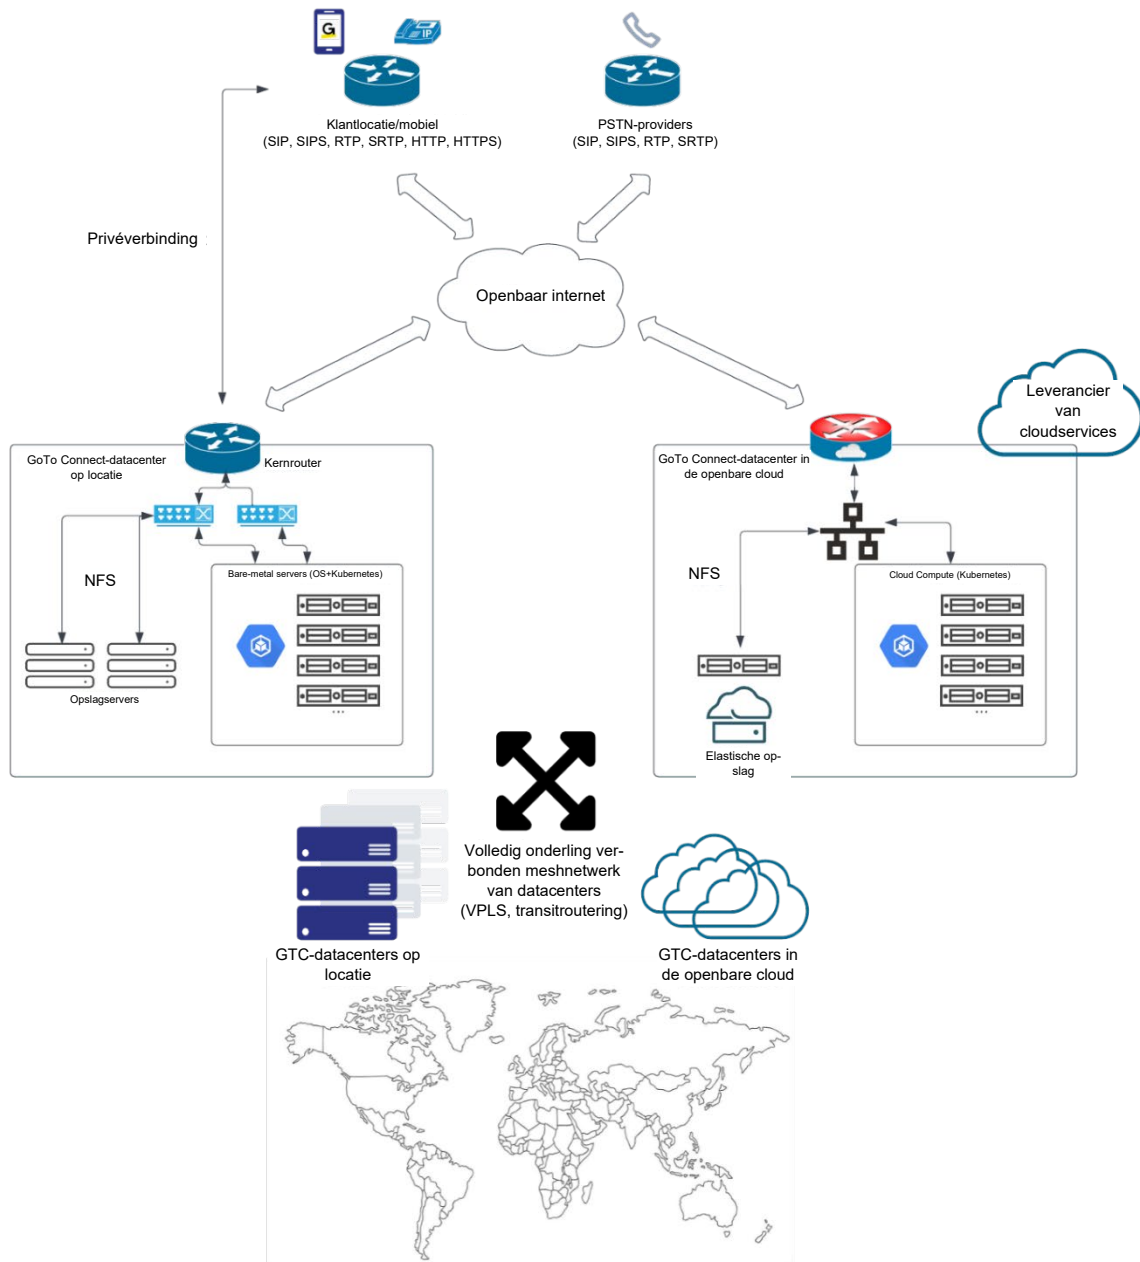 G
IP
Klantlocatie/mobiel
(SIP, SIPS, RTP, SRTP, HTTP, HTTPS)
PSTN-providers
(SIP, SIPS, RTP, SRTP)
Privéverbinding
Openbaar internet
Leverancier
van
cloudservices
GoTo Connect-datacenter
op locatie
Kernrouter
GoTo Connect-datacenter in
de openbare cloud
NFS
Bare-metal servers (OS+Kubernetes)
Opslagservers
NFS
Cloud Compute (Kubernetes)
Elastische op-
slag
Volledig onderling ver-
bonden meshnetwerk
van datacenters
(VPLS, transitroutering)
GTC-datacenters op
locatie
GTC-datacenters in
de openbare cloud